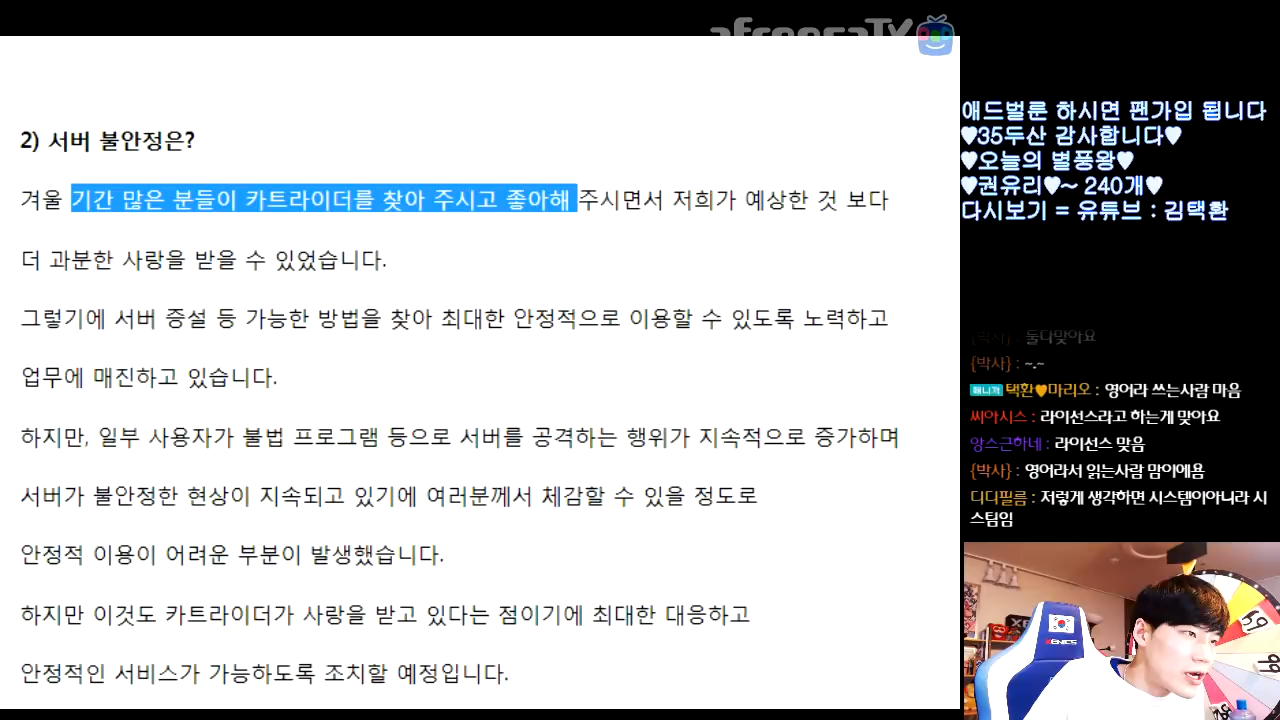 afreecaTV
2) 서버 불안정은?
겨울 기간 많은 분들이 카트라이더를 찾아 주시고 좋아해 주시면서 저희가 예상한 것 보다
더 과분한 사랑을 받을 수 있었습니다.
그렇기에 서버 증설 등 가능한 방법을 찾아 최대한 안정적으로 이용할 수 있도록 노력하고
업무에 매진하고 있습니다.
하지만, 일부 사용자가 불법 프로그램 등으로 서버를 공격하는 행위가 지속적으로 증가하며
서버가 불안정한 현상이 지속되고 있기에 여러분께서 체감할 수 있을 정도로
안정적 이용이 어려운 부분이 발생했습니다.
하지만 이것도 카트라이더가 사랑을 받고 있다는 점이기에 최대한 대응하고
안정적인 서비스가 가능하도록 조치할 예정입니다.
애드벌룬 하시면 팬가입 됩니다
♥35두산 감사합니다♥
♥오늘의 별풍왕♥
♥권유리♥~ 240개♥
다시보기 = 유튜브 : 김택환
{박사} : 둘다맞아요
{박사} : ~.~
매니저 택환♥마리오 : 영어라 쓰는사람 마음
씨아시스 : 라이선스라고 하는게 맞아요
앙스근하네 : 라이선스 맞음
{박사} : 영어라서 읽는사람 맘이에욤
디디필름 : 저렇게 생각하면 시스템이아니라 시
스팀임
XENICS